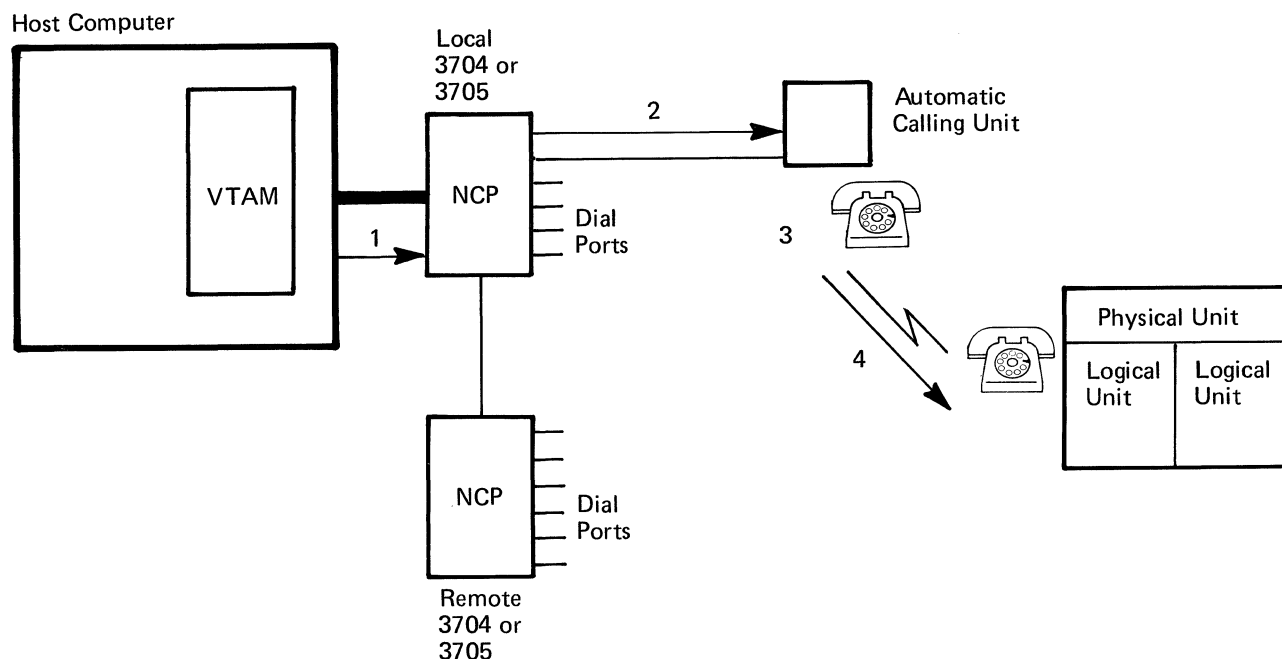 Host Computer
Local
3704 or
3705
VTAM
NCP
1
2
Automatic
Calling Unit
Dial
Ports
3
4
Physical Unit
Logical
Unit
Logical
Unit
NCP
Dial
Ports
Remote
3704 or
3705